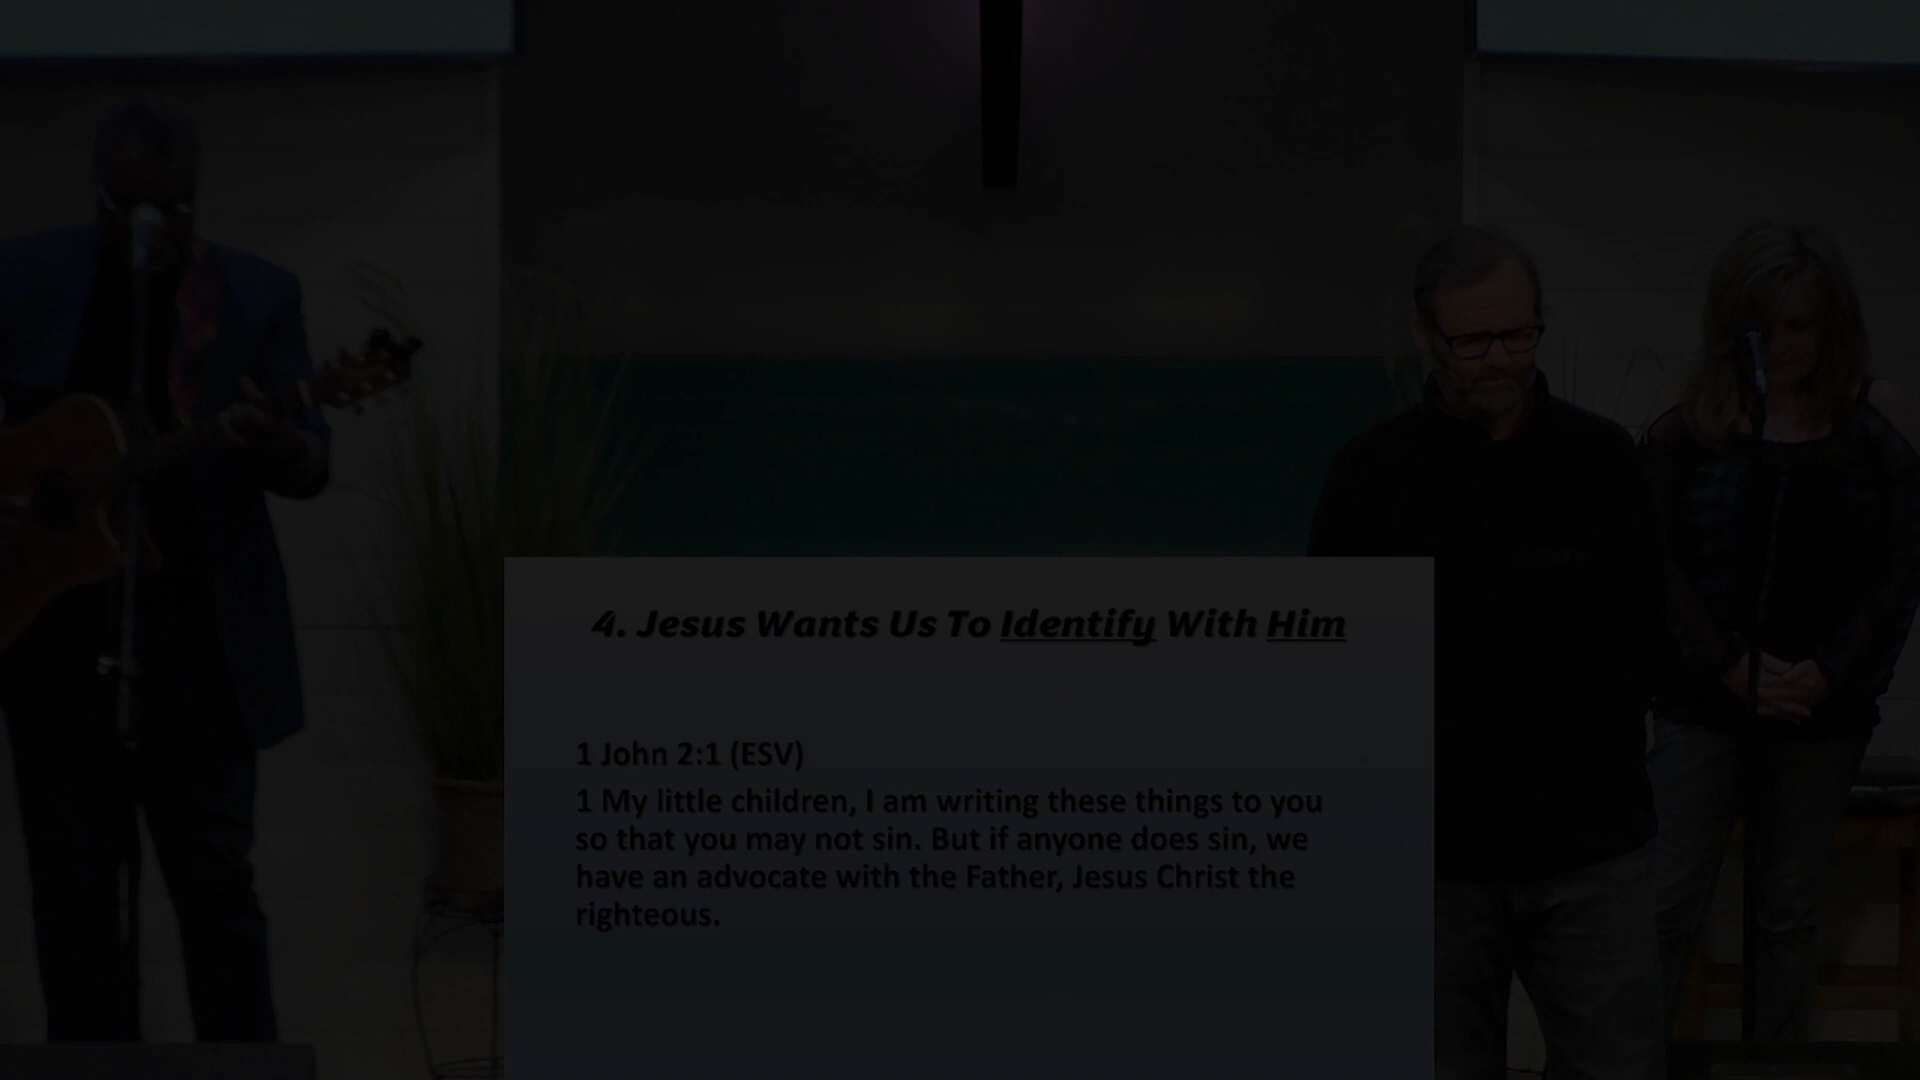 4. Jesus Wants Us To Identify With Him
1 John 2:1 (ESV)
1 My little children, I am writing these things to you
so that you may not sin. But if anyone does sin, we
have an advocate with the Father, Jesus Christ the
righteous.